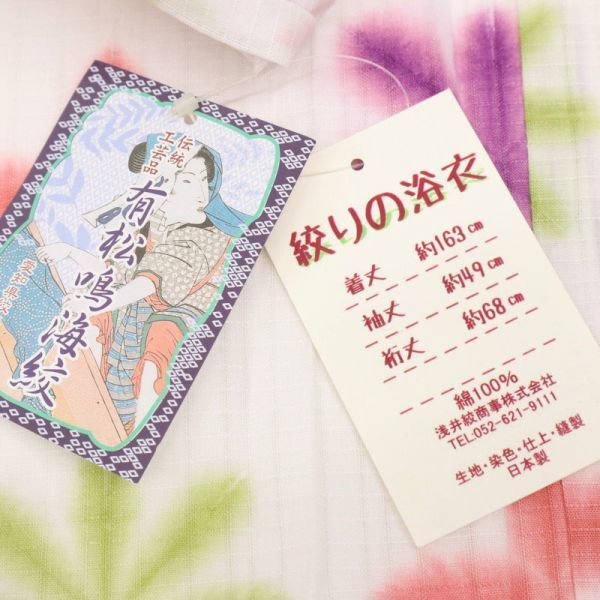 伝統
工芸品
有松鳴海絞
絞りの浴衣
着丈 約163cm
袖丈 約49cm
裄丈 約68cm
綿100%
浅井絞商事株式会社
TEL:052-621-9111
生地・染色・仕上・縫製
日本製